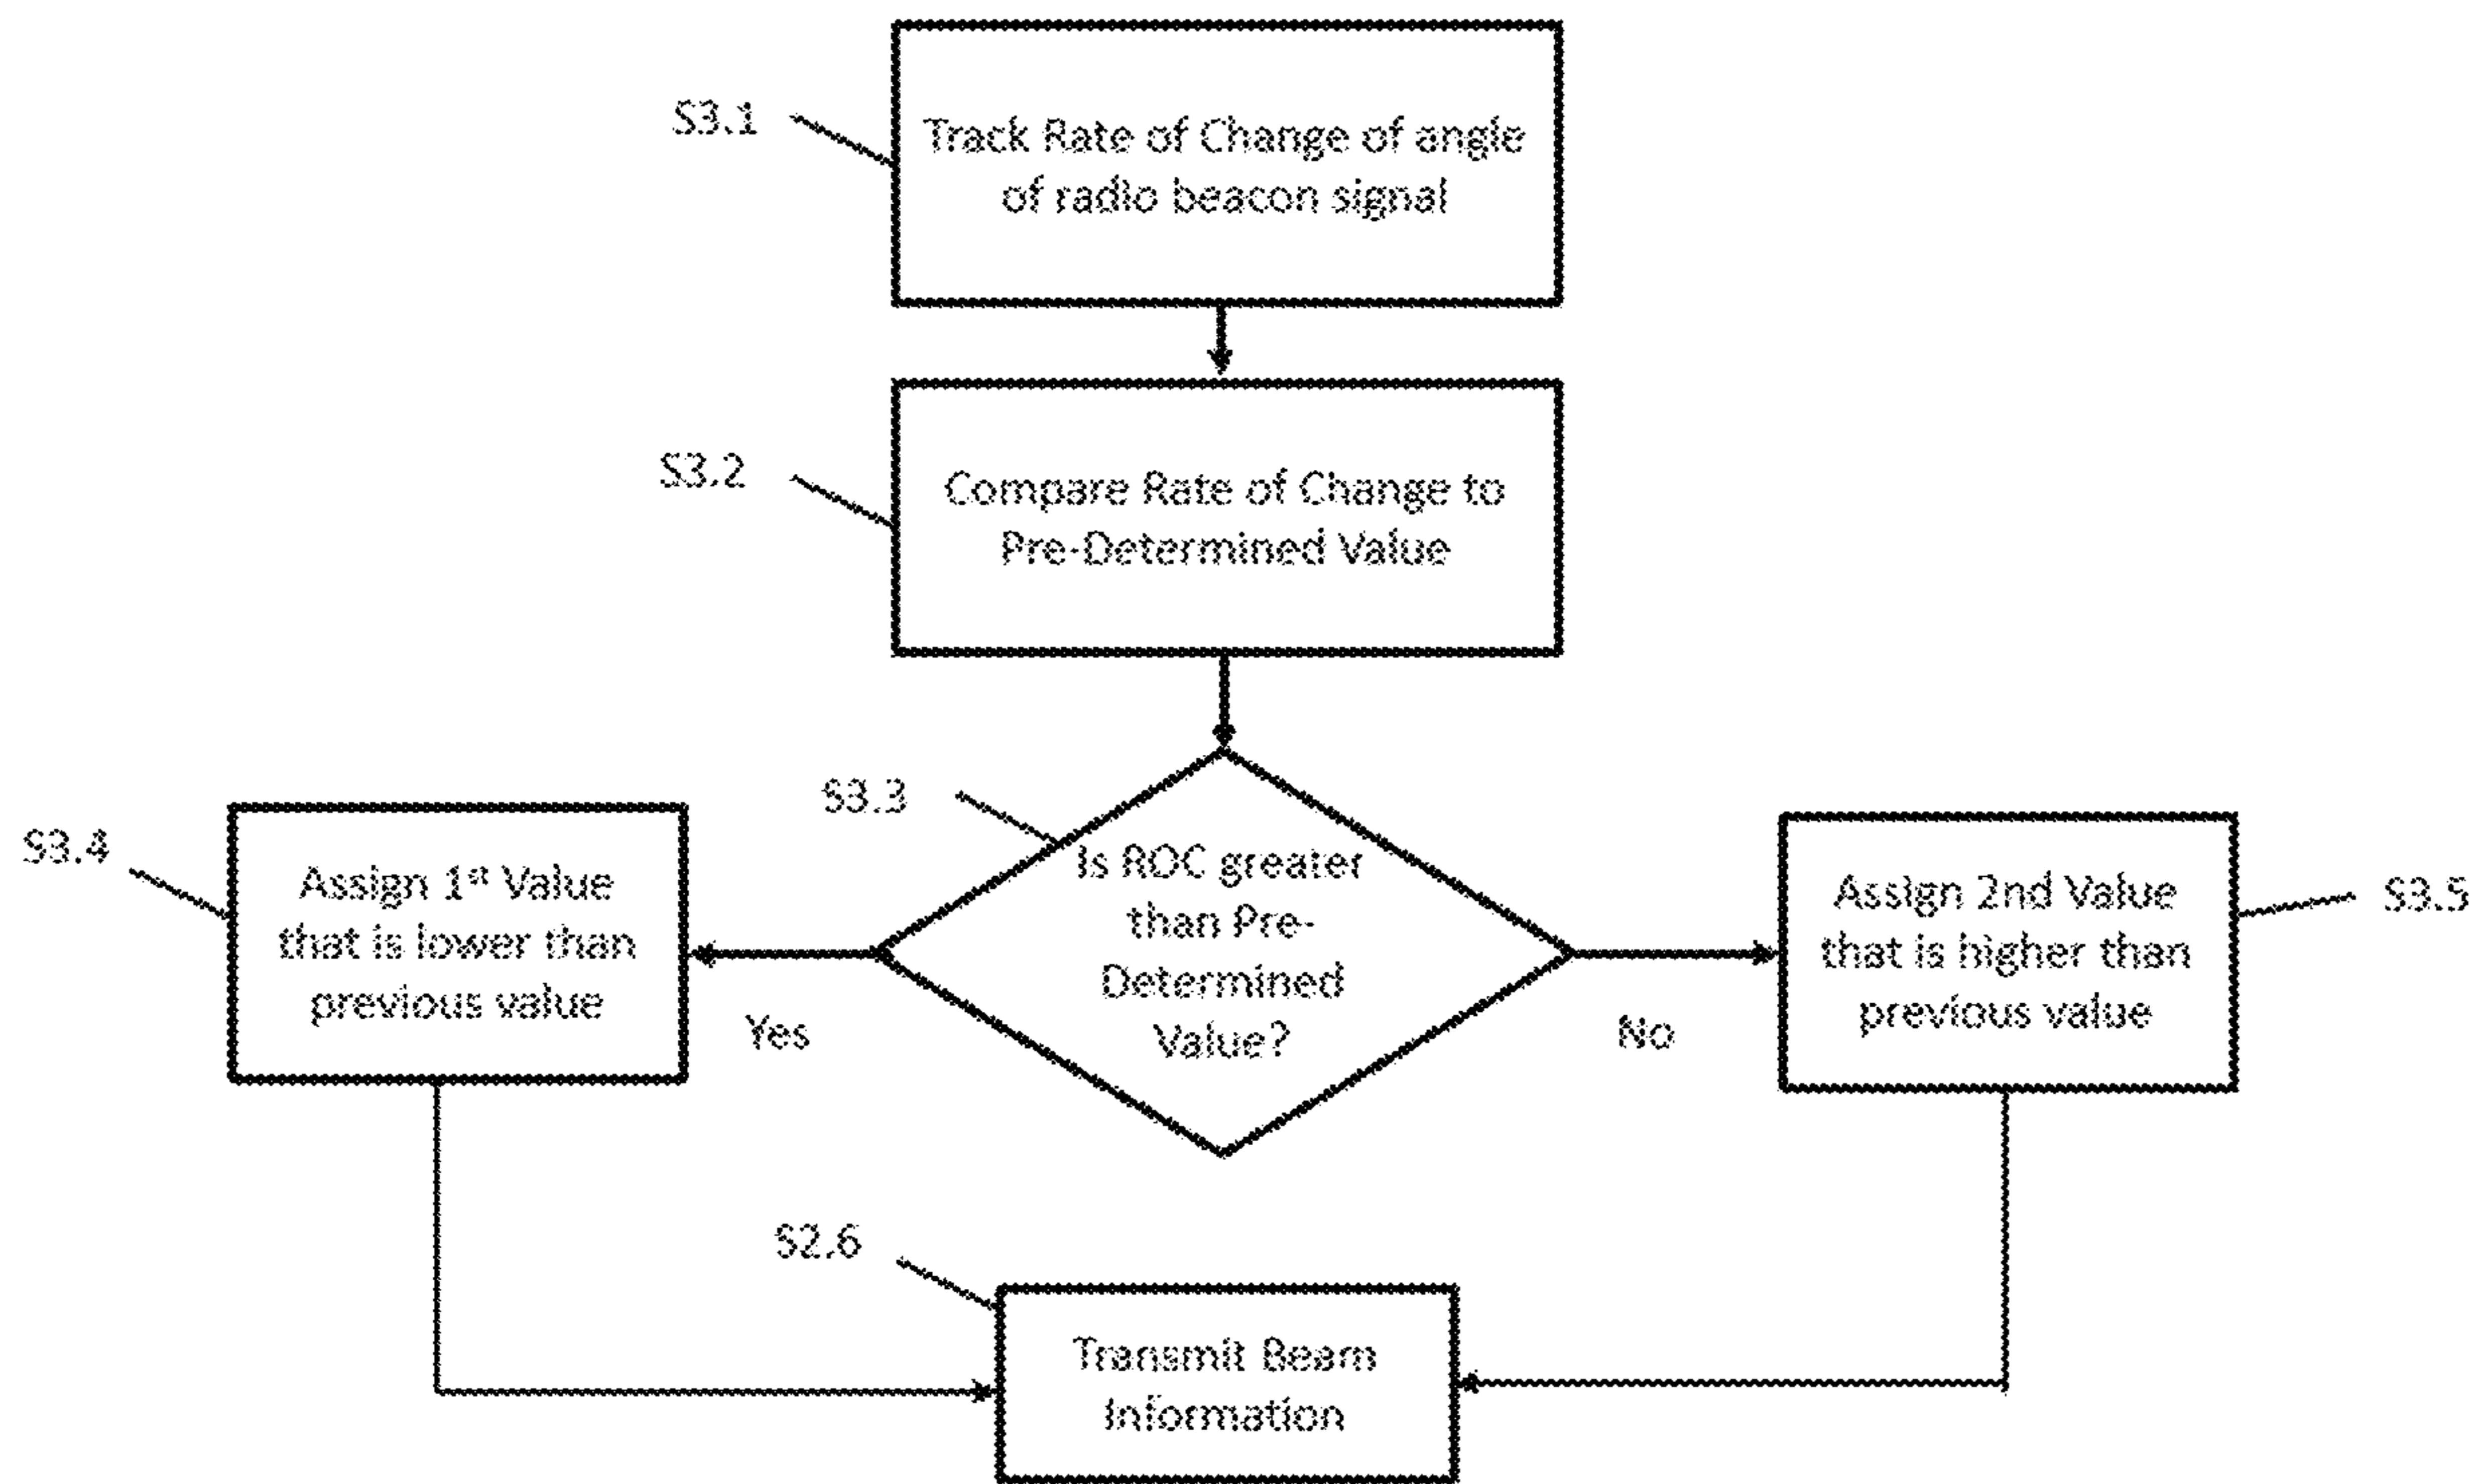 S3.1
Track Rate of Change of angle
of radio beacon signal
S3.2
Compare Rate of Change to
Pre-Determined Value
S3.3
Is ROC greater
than Pre-
Determined
Value?
S3.4
Assign 1st Value
that is lower than
previous value
Yes
No
Assign 2nd Value
that is higher than
previous value
S3.5
S2.6
Transmit Beam
Information